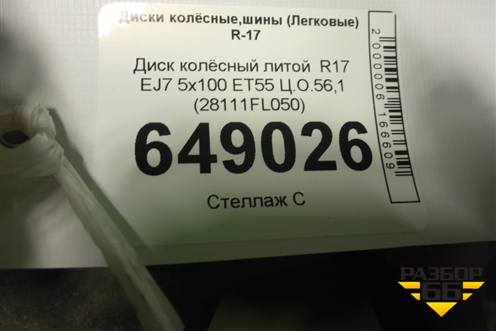 Диски колёсные,шины (Легковые)
R-17
Диск колёсный литой R17
EJ7 5x100 ET55 Ц.О.56,1
(28111FL050)
649026
Стеллаж С
2000006166609
РАЗБОР
66